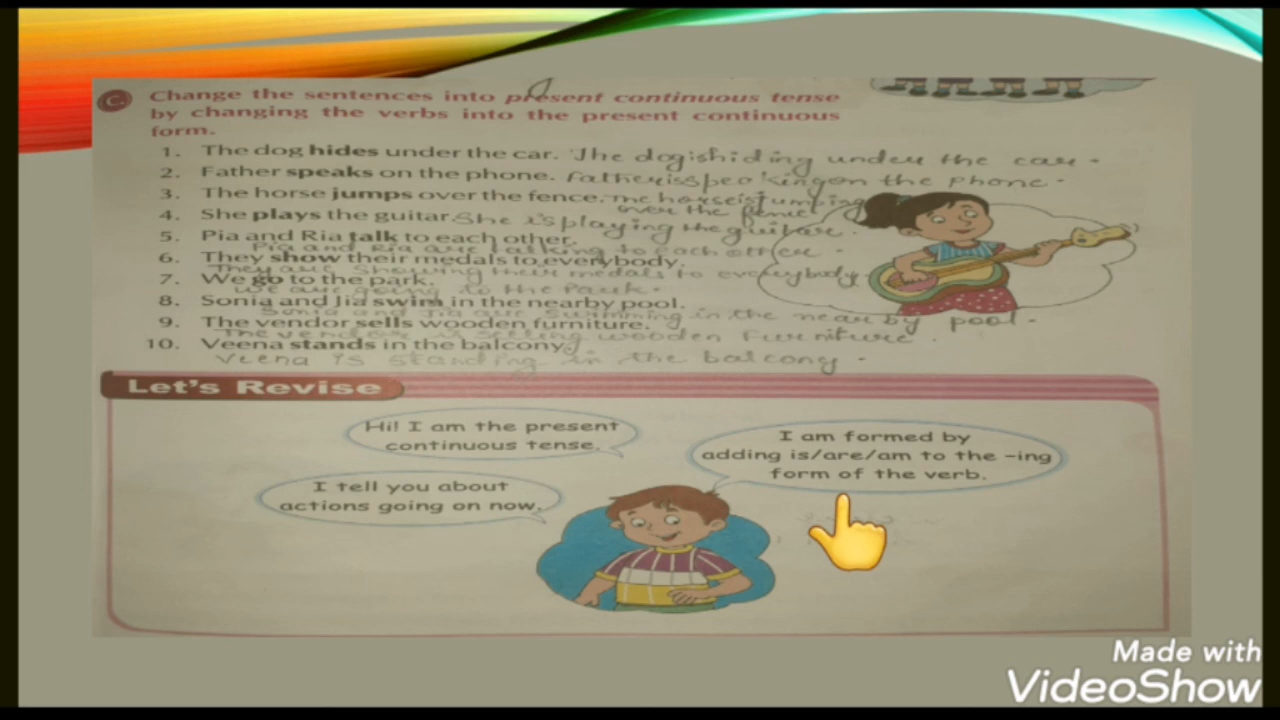 C. Change the sentences into present continuous tense
by changing the verbs into the present continuous
form.
1. The dog hides under the car. The dog is hiding under the car.
2. Father speaks on the phone. Father is speaking on the phone.
3. The horse jumps over the fence. The horse is jumping
over the fence
4. She plays the guitar. She is playing the guitar.
5. Pia and Ria talk to each other.
Pia and Ria are talking to each other.
6. They show their medals to everybody.
They are showing their medals to everybody.
7. We go to the park.
We are going to the park.
8. Sonia and Jia swim in the nearby pool.
Sonia and Jia are swimming in the near by pool.
9. The vendor sells wooden furniture.
The vendor is selling wooden furniture.
10. Veena stands in the balcony.
Veena is standing in the balcony.
Let's Revise
Hi! I am the present
continuous tense.
I am formed by
adding is/are/am to the -ing
form of the verb.
I tell you about
actions going on now.
Made with
VideoShow